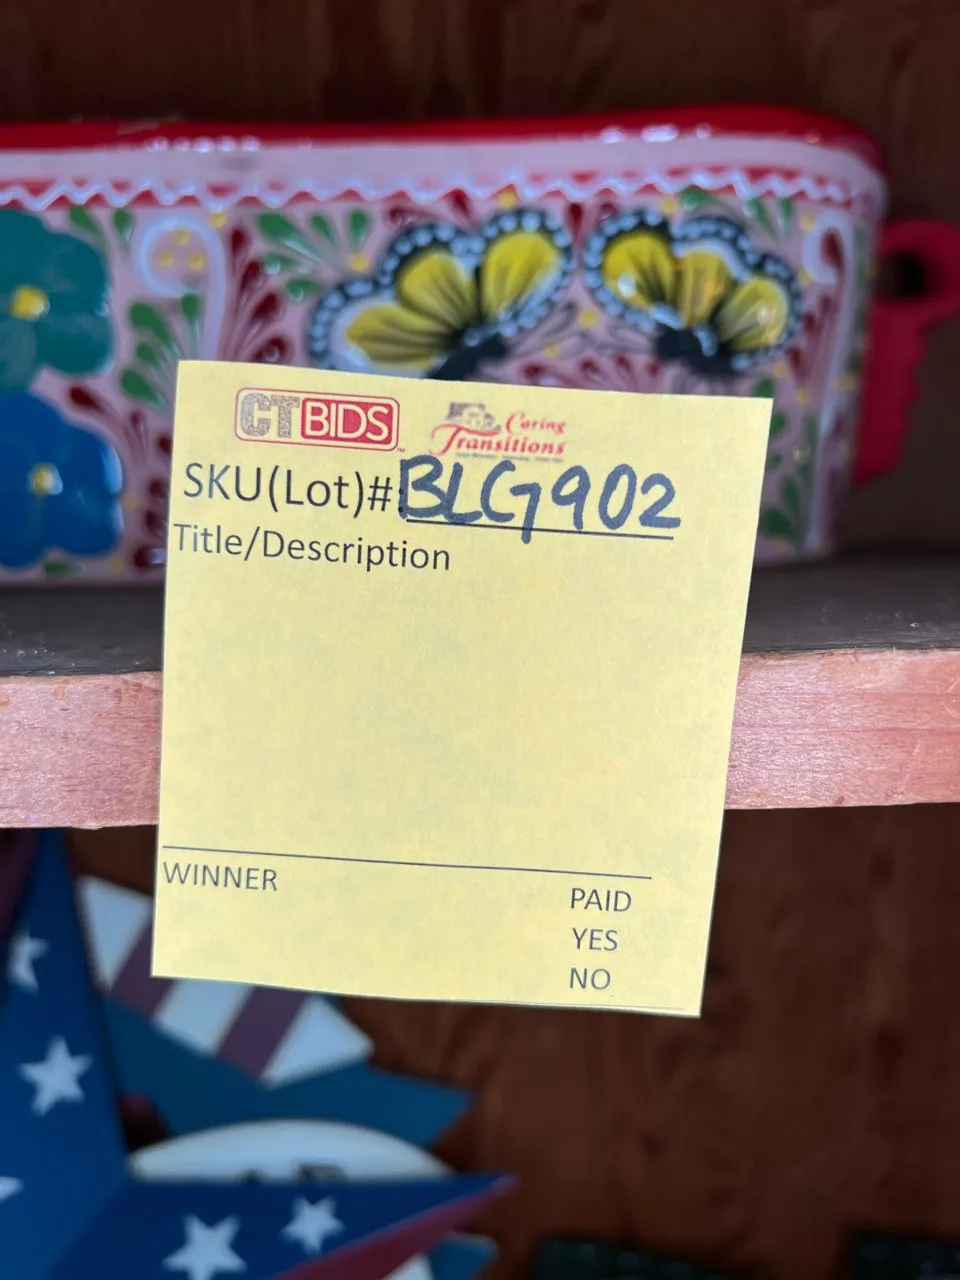 CTBIDS
Caring
Transitions
SKU(Lot)#BLG902
Title/Description
WINNER
PAID
YES
NO